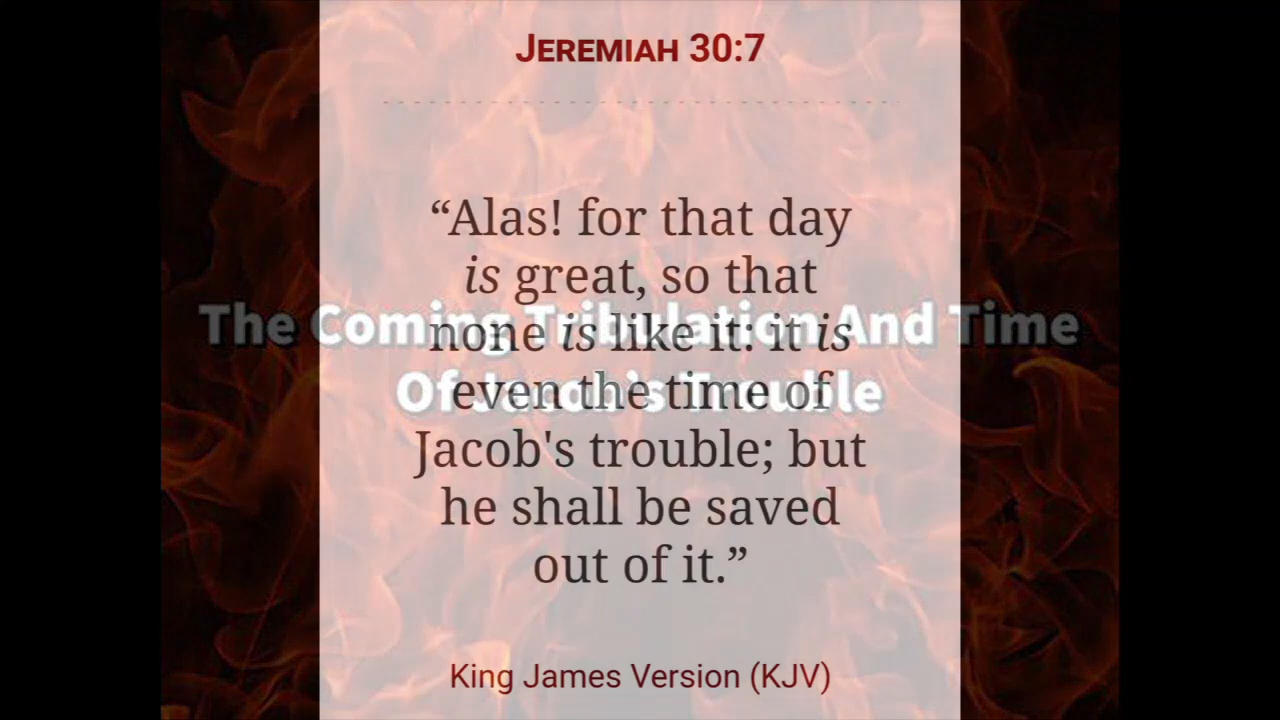 JEREMIAH 30:7
“Alas! for that day
is great, so that
The Coming Tribulation And Time
none is like it: it is
Of Jacob's Trouble
even the time of
Jacob's trouble; but
he shall be saved
out of it.”
King James Version (KJV)